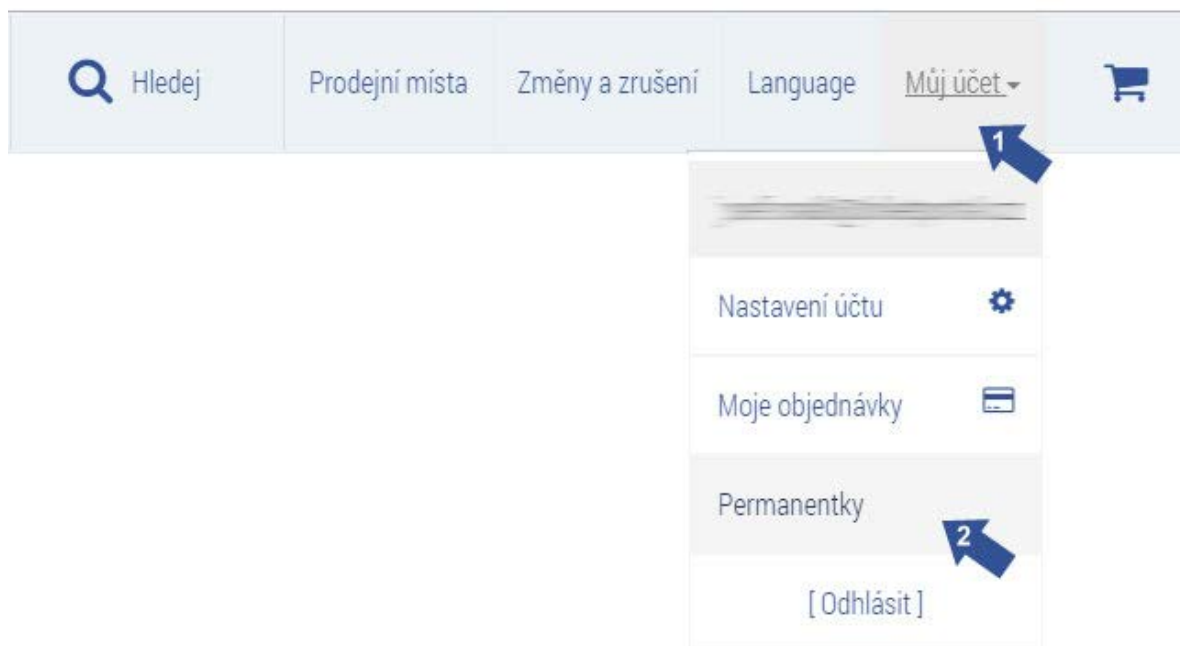 Hledej Prodejní místa Změny a zrušení Language Můj účet
1
Nastavení účtu
Moje objednávky
Permanentky
2
[ Odhlásit ]